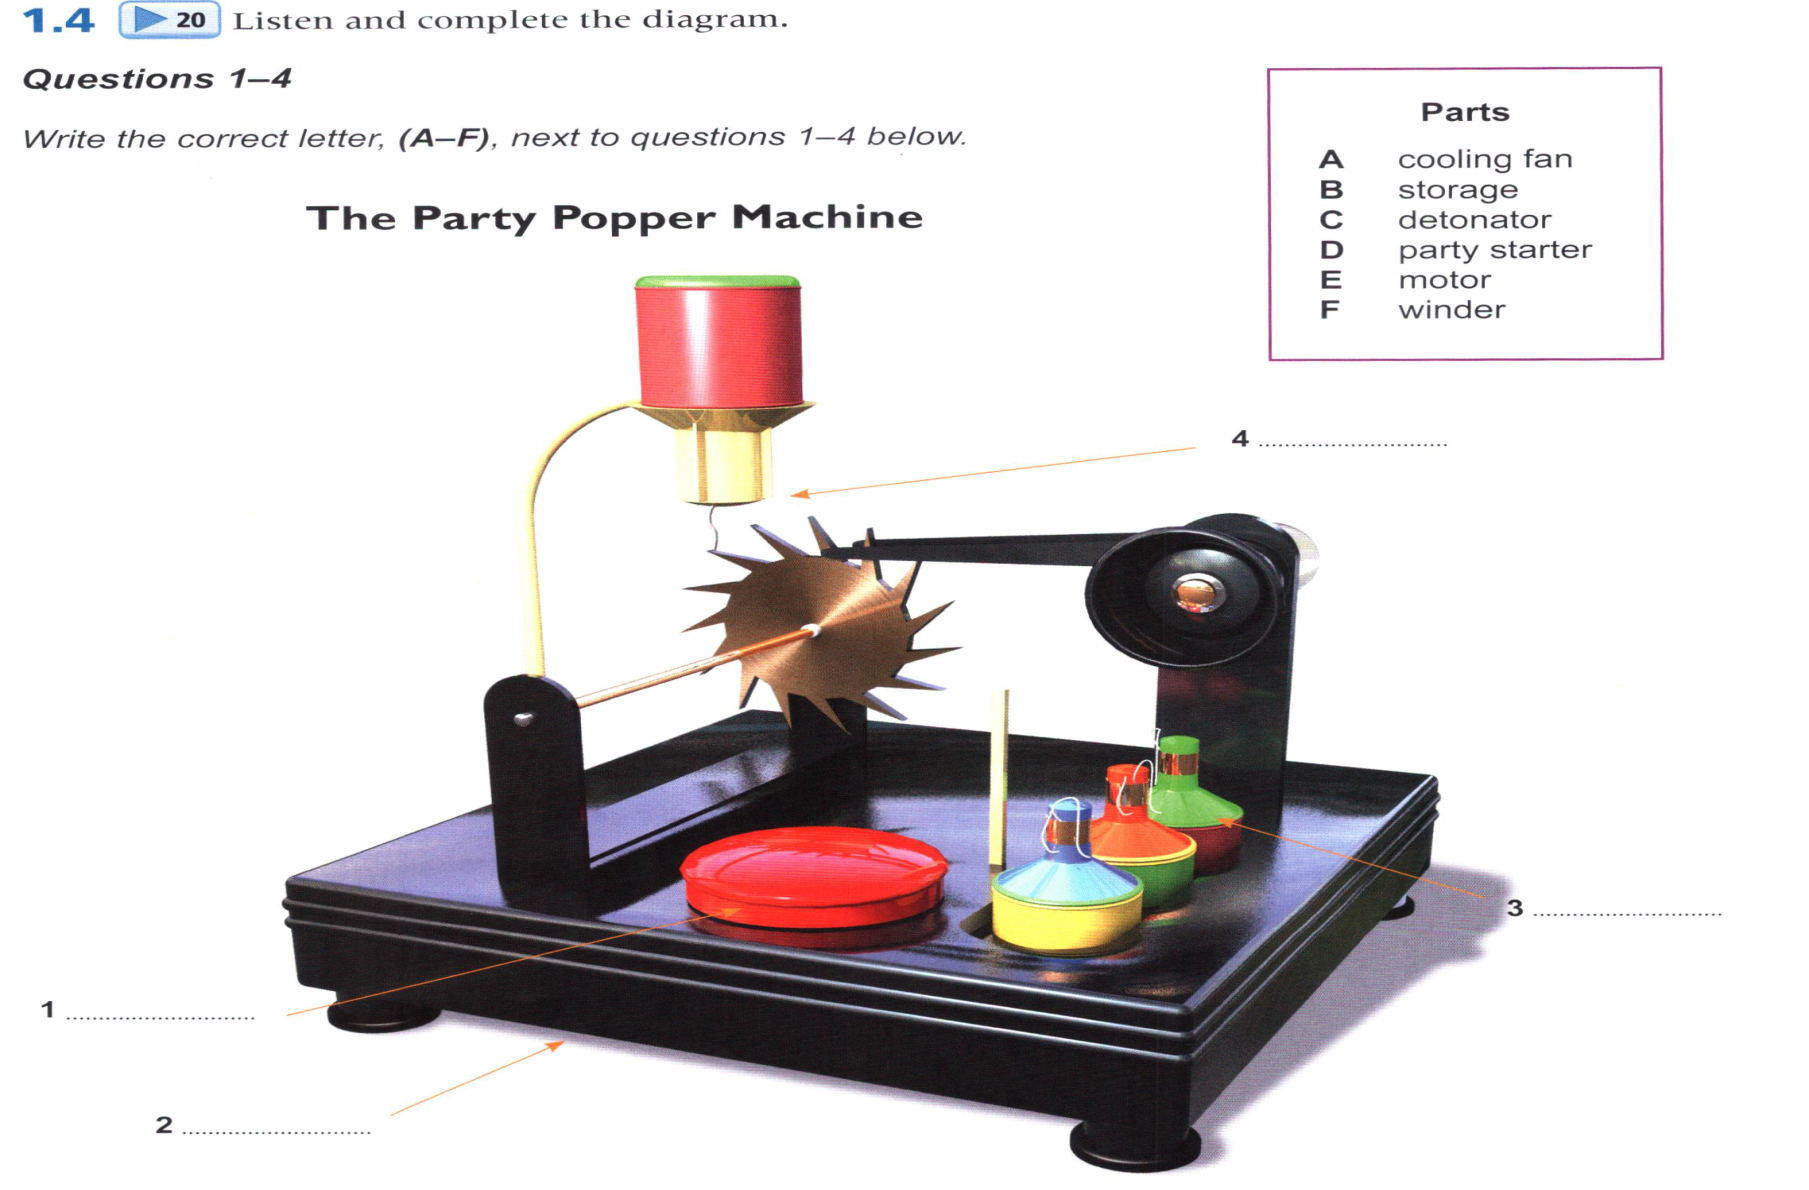 1.4 20 Listen and complete the diagram.
Questions 1–4
Write the correct letter, (A–F), next to questions 1–4 below.
The Party Popper Machine
Parts
A cooling fan
B storage
C detonator
D party starter
E motor
F winder
4 ........................
3 ........................
1 ........................
2 ........................